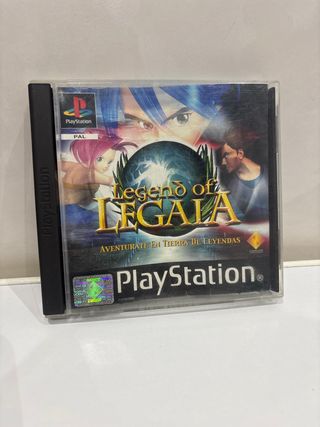 PlayStation
PAL
PlayStation
Legend of
LEGAIA
AVENTURATE EN TIERRA DE LEYENDAS
PlayStation